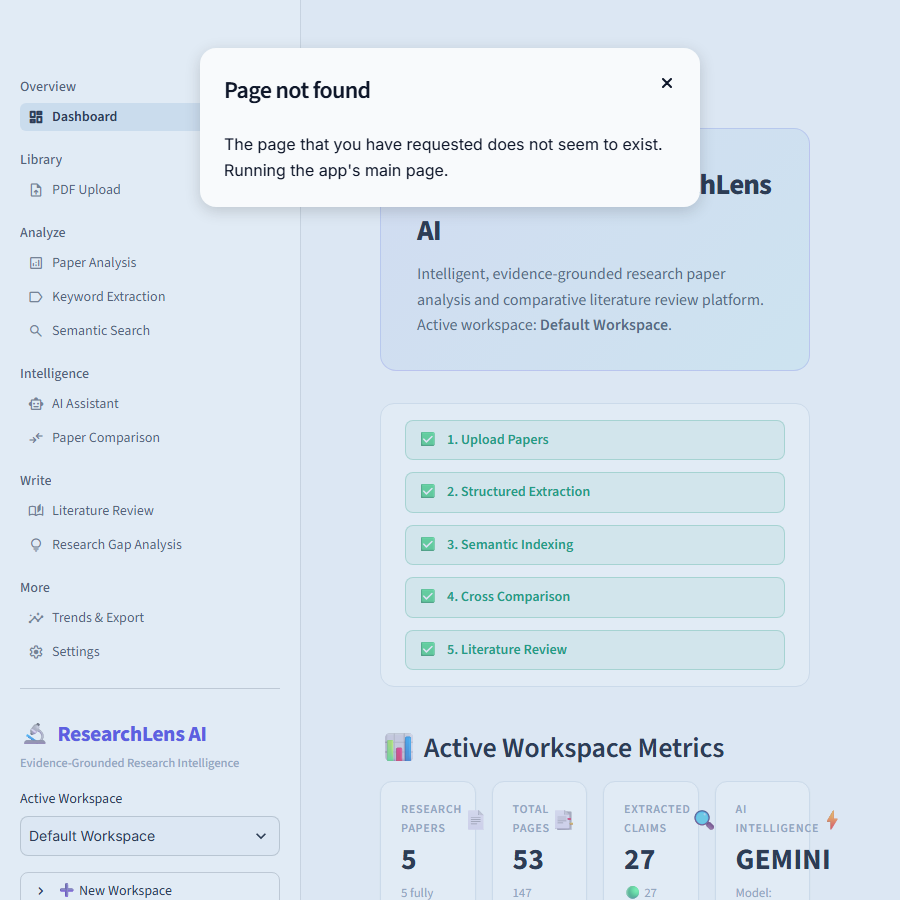 Overview
Dashboard
Library
PDF Upload
Analyze
Paper Analysis
Keyword Extraction
Semantic Search
Intelligence
AI Assistant
Paper Comparison
Write
Literature Review
Research Gap Analysis
More
Trends & Export
Settings
ResearchLens AI
Evidence-Grounded Research Intelligence
Active Workspace
Default Workspace
New Workspace
Page not found
The page that you have requested does not seem to exist.
Running the app's main page.
hLens
AI
Intelligent, evidence-grounded research paper
analysis and comparative literature review platform.
Active workspace: Default Workspace.
1. Upload Papers
2. Structured Extraction
3. Semantic Indexing
4. Cross Comparison
5. Literature Review
Active Workspace Metrics
RESEARCH
PAPERS
5
5 fully
TOTAL
PAGES
53
147
EXTRACTED
CLAIMS
27
27
AI
INTELLIGENCE
GEMINI
Model: